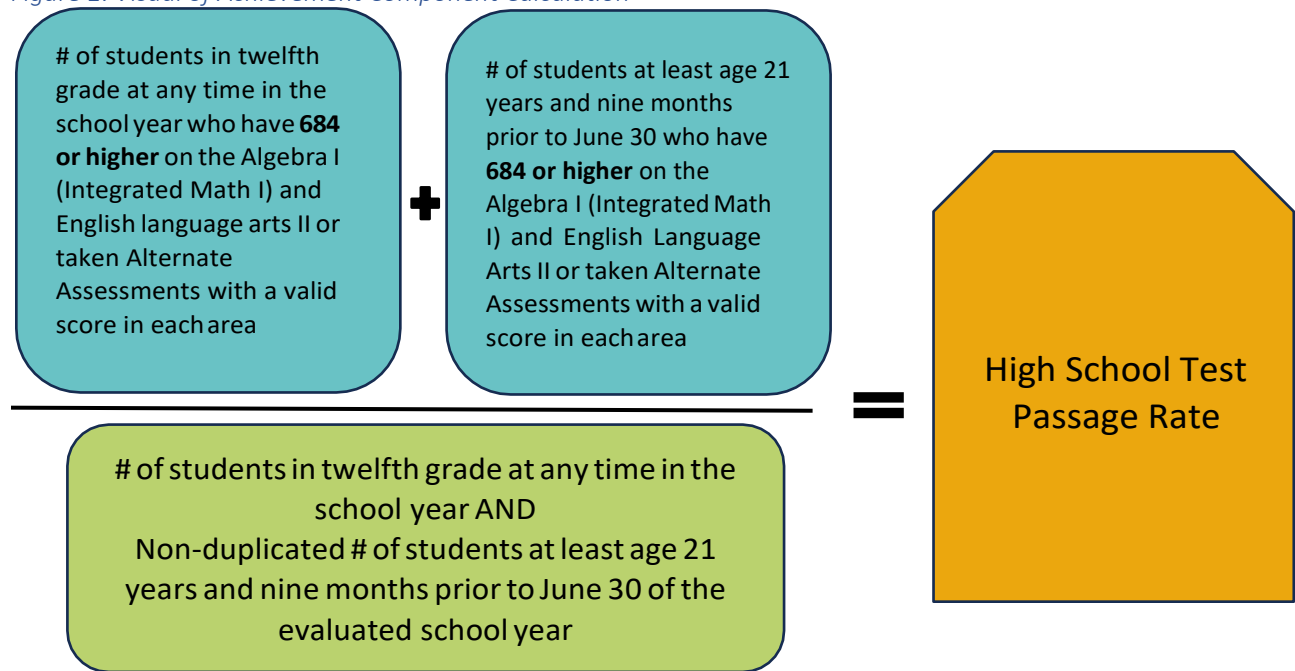 # of students in twelfth
grade at any time in the
school year who have 684
or higher on the Algebra I
(Integrated Math I) and
English language arts II or
taken Alternate
Assessments with a valid
score in each area
# of students at least age 21
years and nine months
prior to June 30 who have
684 or higher on the
Algebra I (Integrated Math
I) and English Language
Arts II or taken Alternate
Assessments with a valid
score in each area
# of students in twelfth grade at any time in the
school year AND
Non-duplicated # of students at least age 21
years and nine months prior to June 30 of the
evaluated school year
=
High School Test
Passage Rate